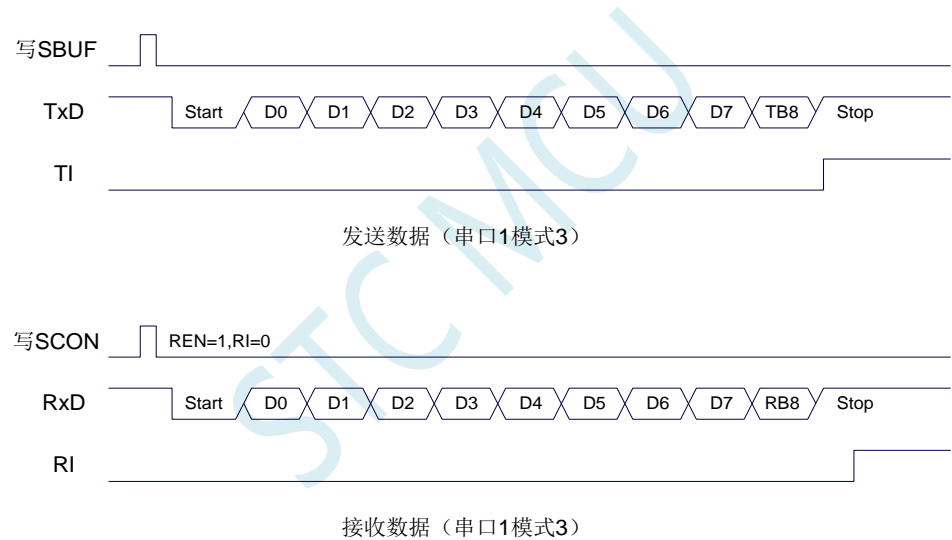 写SBUF
TxD Start D0 D1 D2 D3 D4 D5 D6 D7 TB8 Stop
TI
发送数据（串口1模式3）
写SCON REN=1,RI=0
RxD Start D0 D1 D2 D3 D4 D5 D6 D7 RB8 Stop
RI
接收数据（串口1模式3）
STC MCU